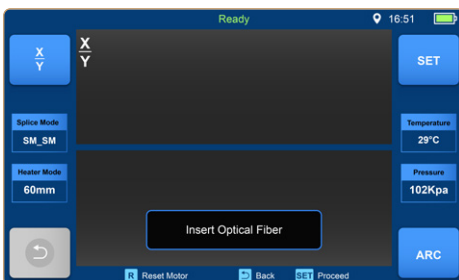 Ready
16:51
X
Y
X
Y
SET
Splice Mode
SM_SM
Temperature
29°C
Heater Mode
60mm
Pressure
102Kpa
Insert Optical Fiber
ARC
R Reset Motor
Back
SET Proceed